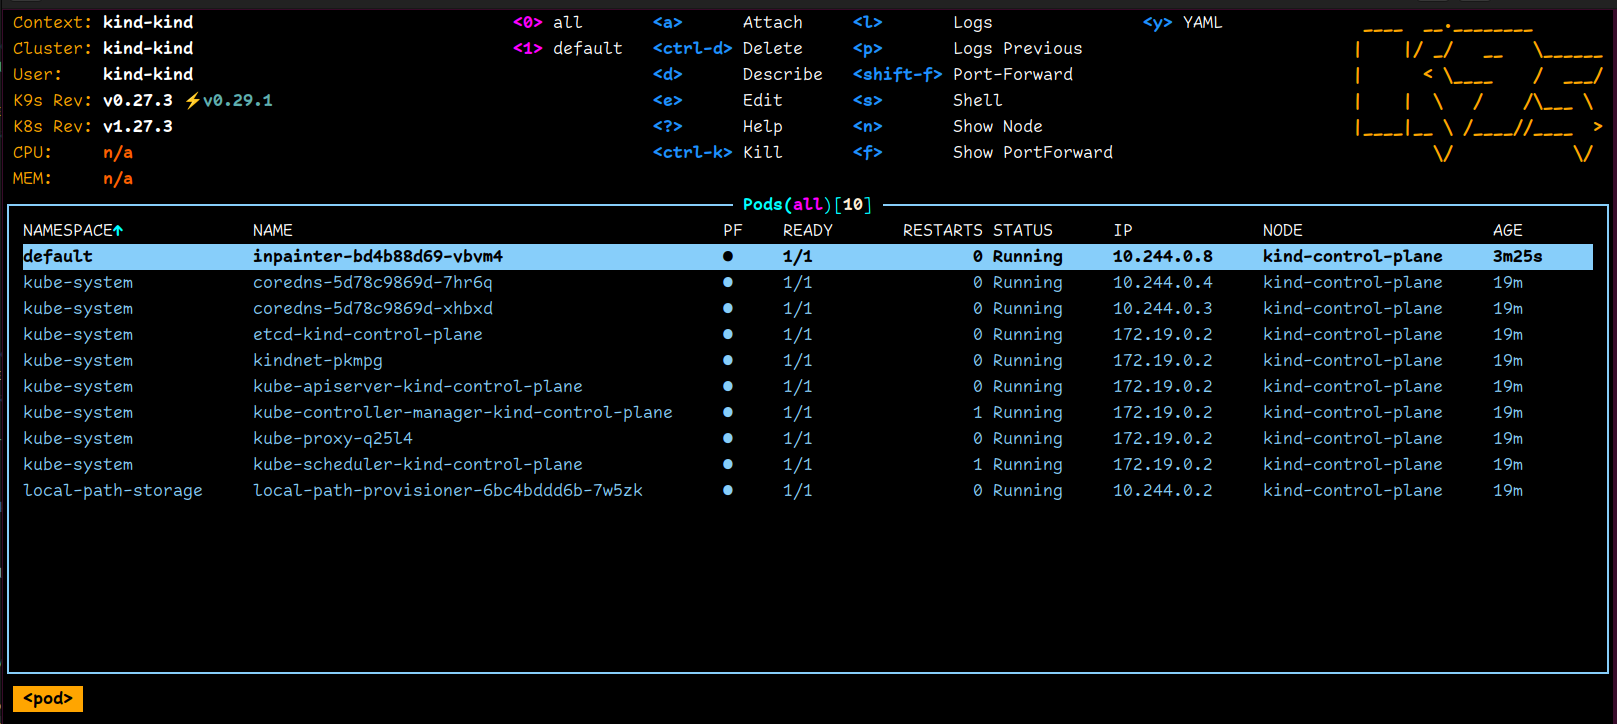 Context: kind-kind <0> all <a> Attach <l> Logs <y> YAML
Cluster: kind-kind <1> default <ctrl-d> Delete <p> Logs Previous
User: kind-kind <d> Describe <shift-f> Port-Forward
K9s Rev: v0.27.3 ⚡v0.29.1 <e> Edit <s> Shell
K8s Rev: v1.27.3 <?> Help <n> Show Node
CPU: n/a <ctrl-k> Kill <f> Show PortForward
MEM: n/a
Pods(all)[10]
NAMESPACE↑ NAME PF READY RESTARTS STATUS IP NODE AGE
default inpainter-bd4b88d69-vbvm4 ● 1/1 0 Running 10.244.0.8 kind-control-plane 3m25s
kube-system coredns-5d78c9869d-7hr6q ● 1/1 0 Running 10.244.0.4 kind-control-plane 19m
kube-system coredns-5d78c9869d-xhbxd ● 1/1 0 Running 10.244.0.3 kind-control-plane 19m
kube-system etcd-kind-control-plane ● 1/1 0 Running 172.19.0.2 kind-control-plane 19m
kube-system kindnet-pkmpg ● 1/1 0 Running 172.19.0.2 kind-control-plane 19m
kube-system kube-apiserver-kind-control-plane ● 1/1 0 Running 172.19.0.2 kind-control-plane 19m
kube-system kube-controller-manager-kind-control-plane ● 1/1 1 Running 172.19.0.2 kind-control-plane 19m
kube-system kube-proxy-q25l4 ● 1/1 0 Running 172.19.0.2 kind-control-plane 19m
kube-system kube-scheduler-kind-control-plane ● 1/1 1 Running 172.19.0.2 kind-control-plane 19m
local-path-storage local-path-provisioner-6bc4bddd6b-7w5zk ● 1/1 0 Running 10.244.0.2 kind-control-plane 19m
<pod>